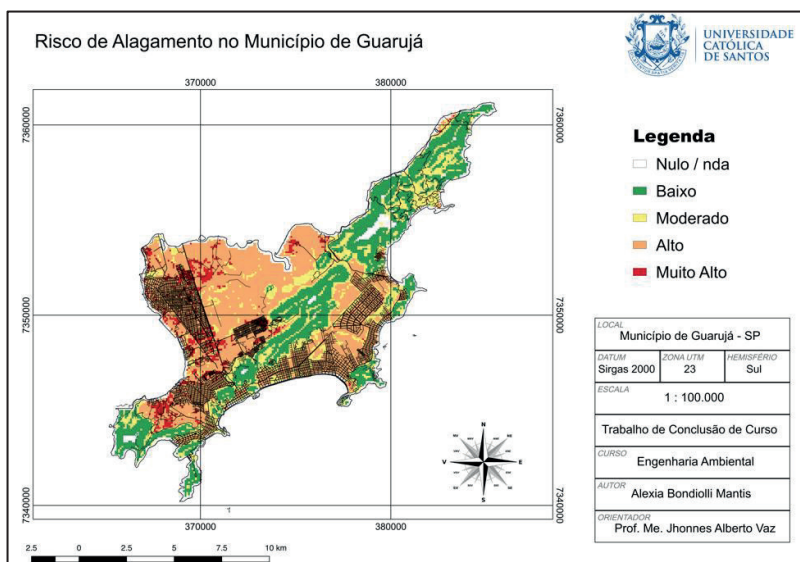 Risco de Alagamento no Município de Guarujá
UNIVERSIDADE
CATÓLICA
DE SANTOS
370000
380000
7360000
7360000
7350000
7350000
7340000
7340000
370000
380000
N
V
E
S
2.5
0
2.5
5
7.5
10 km
Legenda
Nulo / nda
Baixo
Moderado
Alto
Muito Alto
LOCAL
Município de Guarujá - SP
DATUM
Sirgas 2000
ZONA UTM
23
HEMISFÉRIO
Sul
ESCALA
1 : 100.000
Trabalho de Conclusão de Curso
CURSO
Engenharia Ambiental
AUTOR
Alexia Bondiolli Mantis
ORIENTADOR
Prof. Me. Jhonnes Alberto Vaz